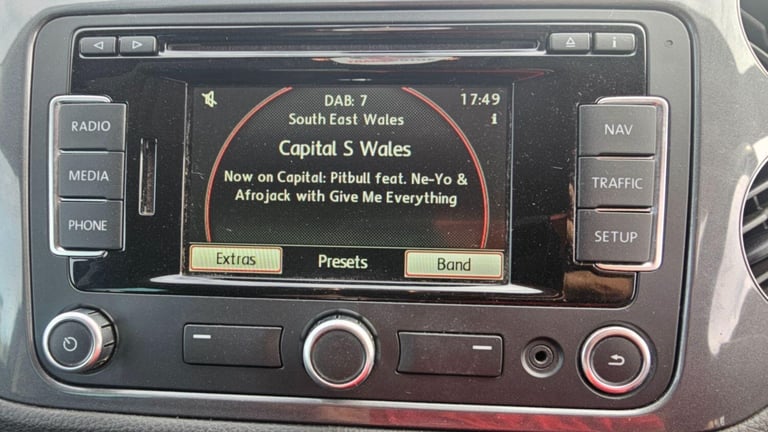 DAB: 7
17:49
South East Wales
i
Capital S Wales
Now on Capital: Pitbull feat. Ne-Yo &
Afrojack with Give Me Everything
Extras
Presets
Band
RADIO
MEDIA
PHONE
NAV
TRAFFIC
SETUP
i